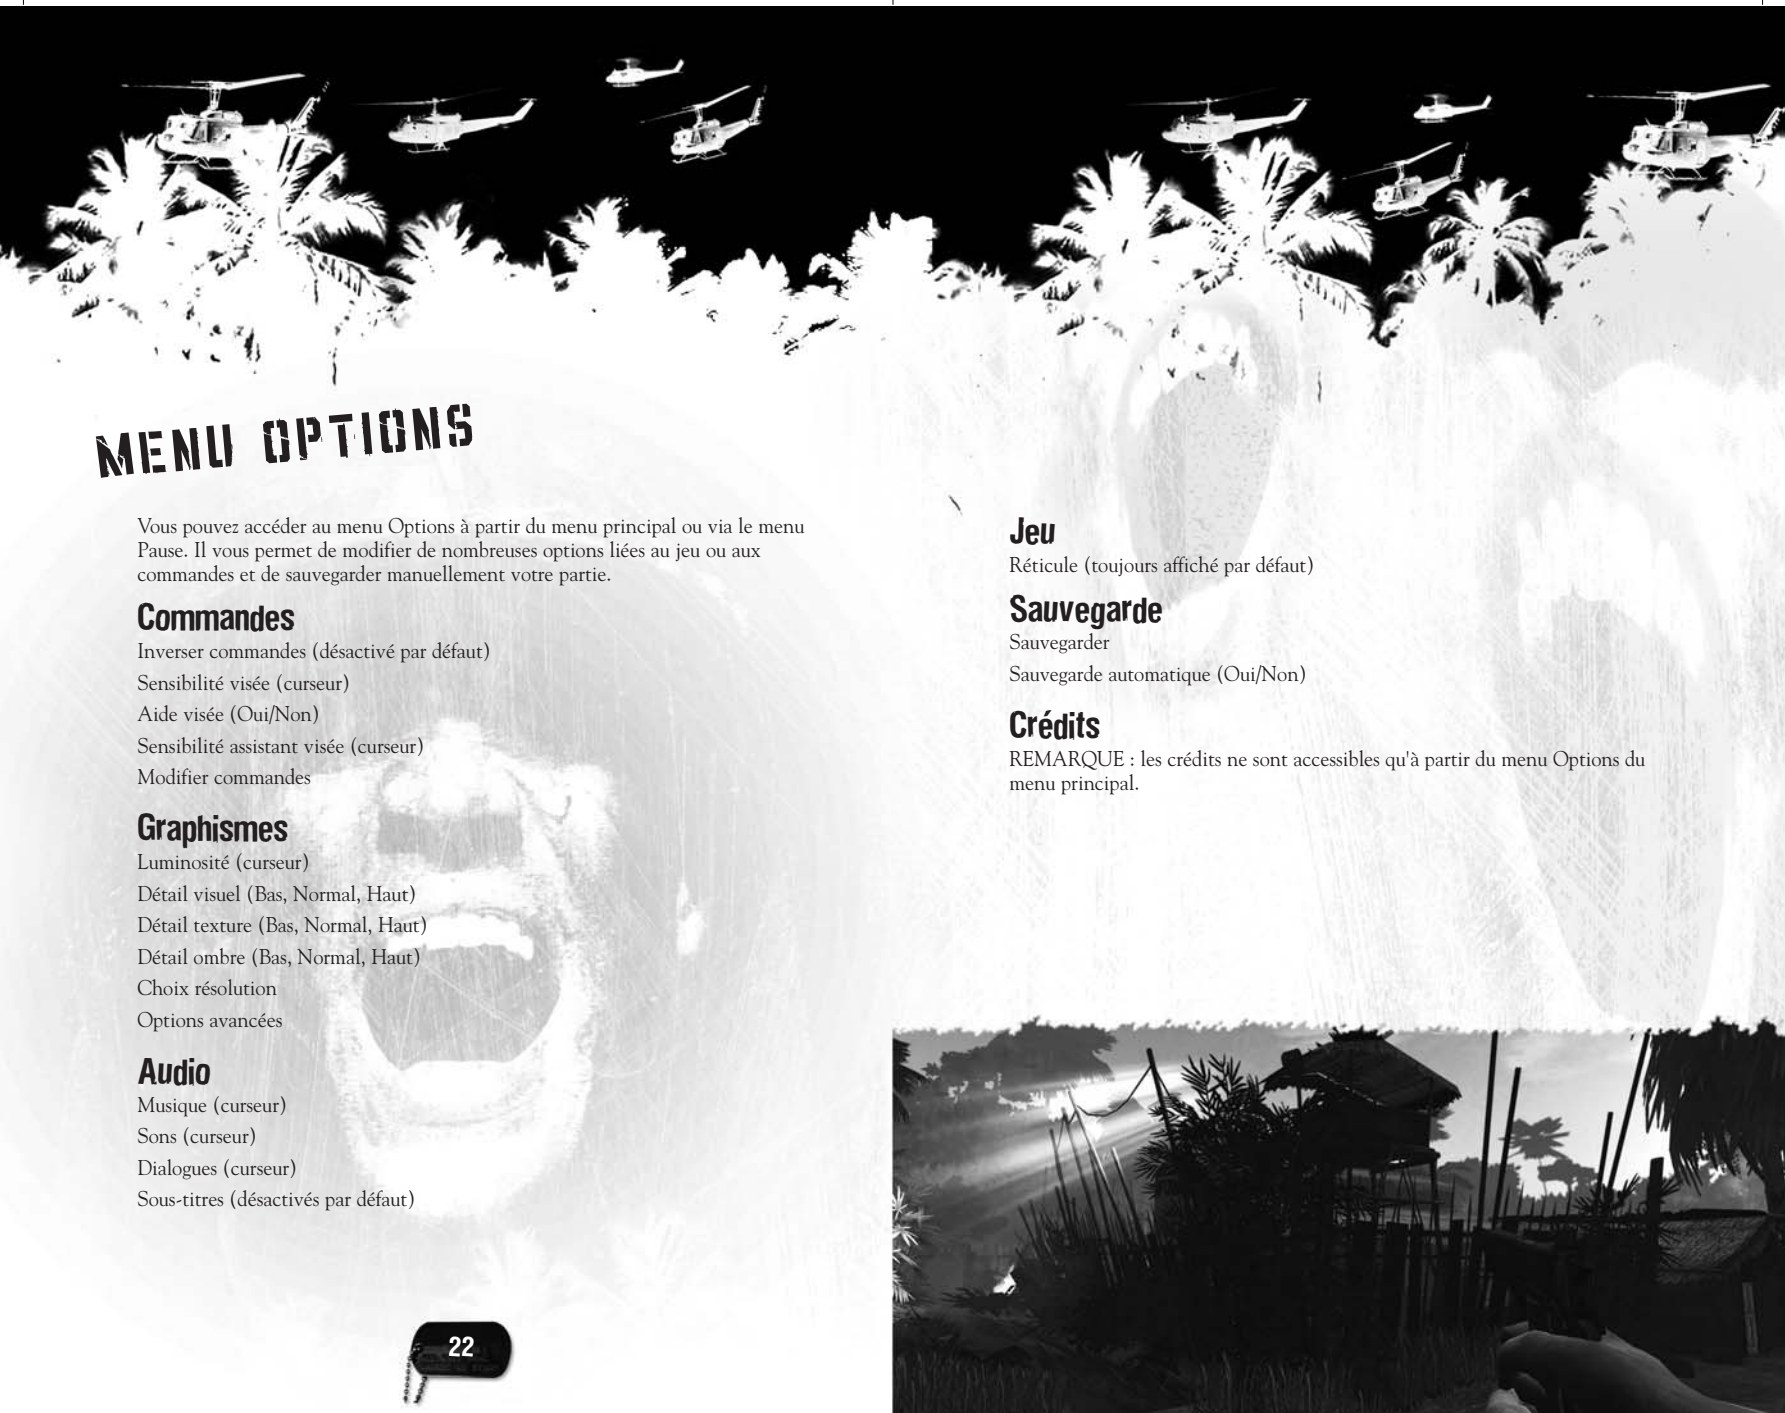 MENU OPTIONS
Vous pouvez accéder au menu Options à partir du menu principal ou via le menu
Pause. Il vous permet de modifier de nombreuses options liées au jeu ou aux
commandes et de sauvegarder manuellement votre partie.
Commandes
Inverser commandes (désactivé par défaut)
Sensibilité visée (curseur)
Aide visée (Oui/Non)
Sensibilité assistant visée (curseur)
Modifier commandes
Graphismes
Luminosité (curseur)
Détail visuel (Bas, Normal, Haut)
Détail texture (Bas, Normal, Haut)
Détail ombre (Bas, Normal, Haut)
Choix résolution
Options avancées
Audio
Musique (curseur)
Sons (curseur)
Dialogues (curseur)
Sous-titres (désactivés par défaut)
22
Jeu
Réticule (toujours affiché par défaut)
Sauvegarde
Sauvegarder
Sauvegarde automatique (Oui/Non)
Crédits
REMARQUE : les crédits ne sont accessibles qu'à partir du menu Options du
menu principal.